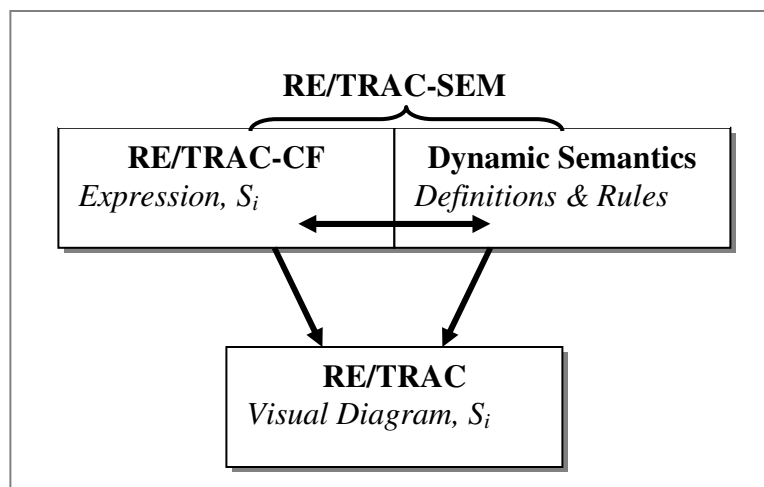 RE/TRAC-SEM
RE/TRAC-CF
Expression, Si
Dynamic Semantics
Definitions & Rules
RE/TRAC
Visual Diagram, Si